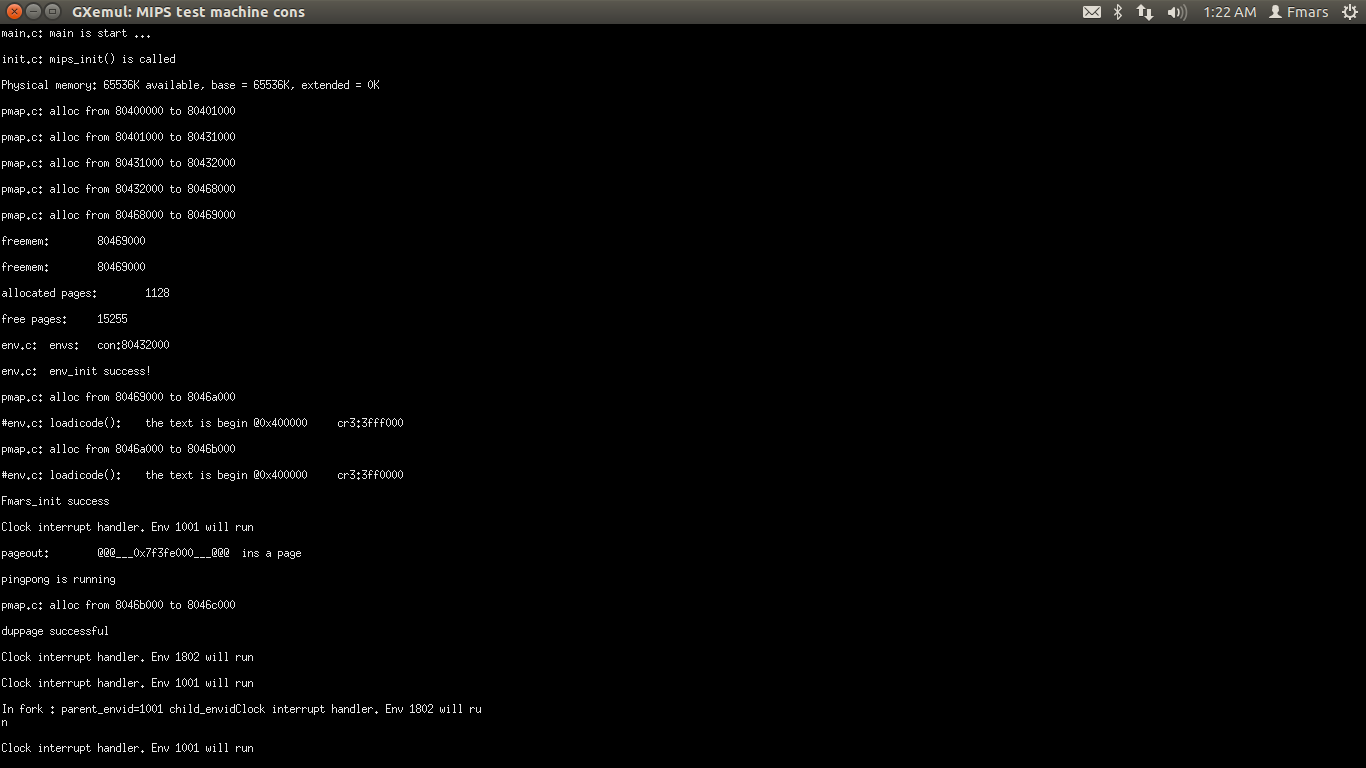 GXemul: MIPS test machine cons
1:22 AM Fmars
main.c: main is start ...
init.c: mips_init() is called
Physical memory: 65536K available, base = 65536K, extended = 0K
pmap.c: alloc from 80400000 to 80401000
pmap.c: alloc from 80401000 to 80431000
pmap.c: alloc from 80431000 to 80432000
pmap.c: alloc from 80432000 to 80468000
pmap.c: alloc from 80468000 to 80469000
freemem: 80469000
freemem: 80469000
allocated pages: 1128
free pages: 15255
env.c: envs: con:80432000
env.c: env_init success!
pmap.c: alloc from 80469000 to 8046a000
#env.c: loadicode(): the text is begin @0x400000 cr3:3fff000
pmap.c: alloc from 8046a000 to 8046b000
#env.c: loadicode(): the text is begin @0x400000 cr3:3ff0000
Fmars_init success
Clock interrupt handler. Env 1001 will run
pageout: @@@___0x7f3fe000___@@@ ins a page
pingpong is running
pmap.c: alloc from 8046b000 to 8046c000
duppage successful
Clock interrupt handler. Env 1802 will run
Clock interrupt handler. Env 1001 will run
In fork : parent_envid=1001 child_envidClock interrupt handler. Env 1802 will ru
n
Clock interrupt handler. Env 1001 will run